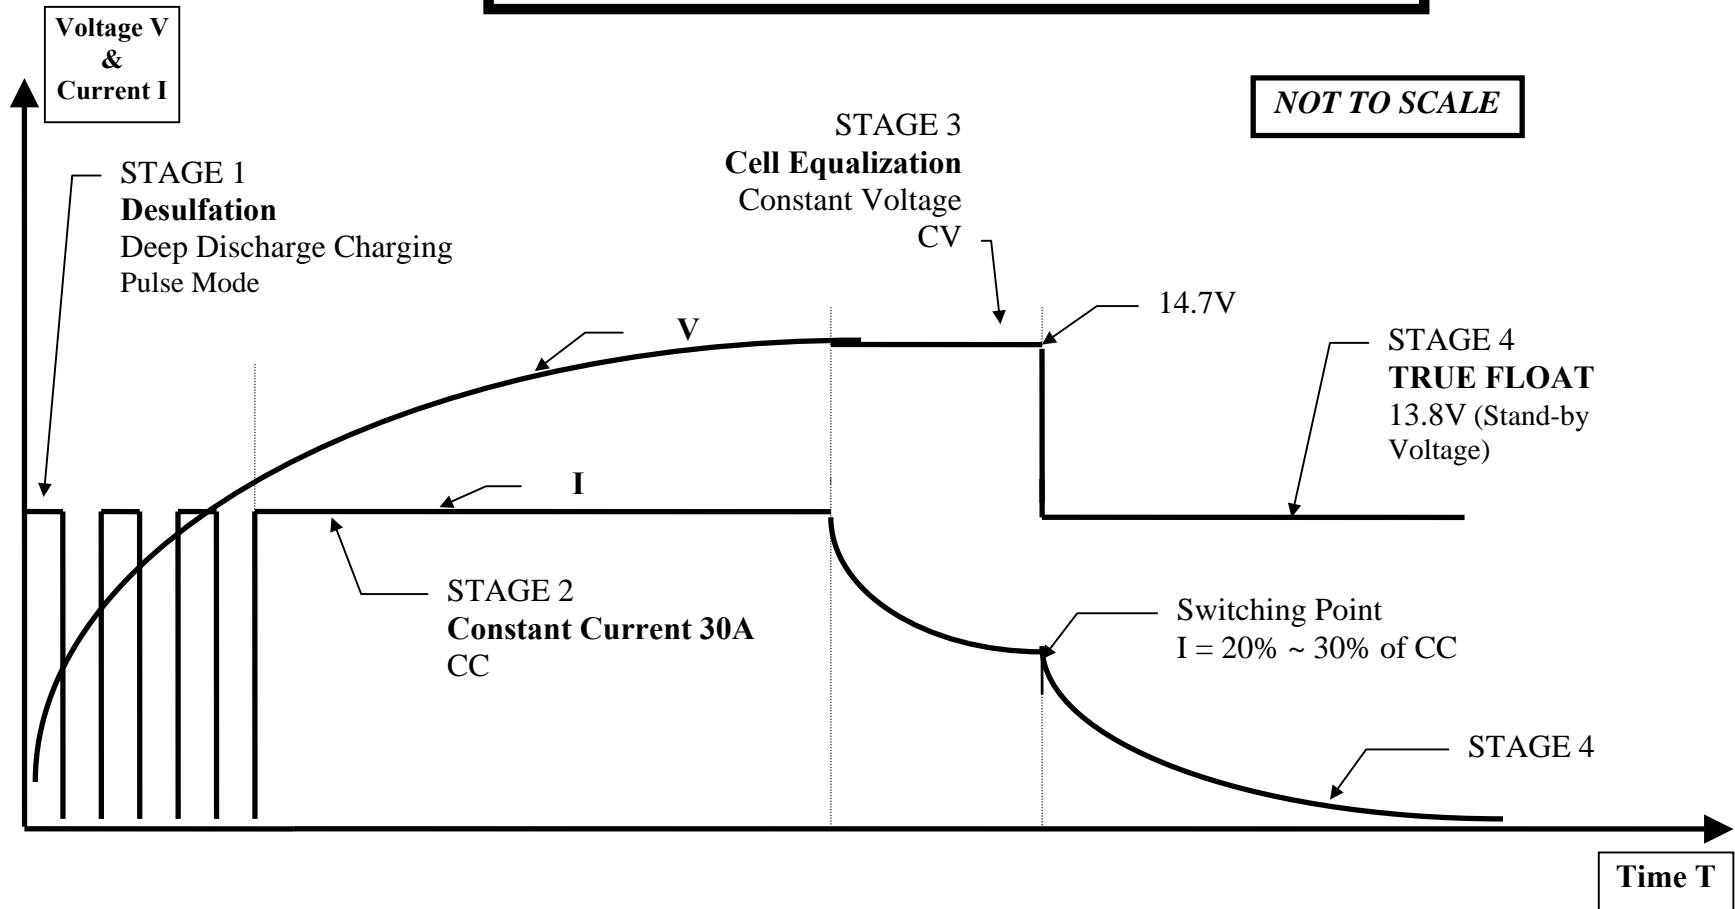 Voltage V
&
Current I
NOT TO SCALE
STAGE 1
Desulfation
Deep Discharge Charging
Pulse Mode
STAGE 3
Cell Equalization
Constant Voltage
CV
14.7V
STAGE 4
TRUE FLOAT
13.8V (Stand-by
Voltage)
V
I
STAGE 2
Constant Current 30A
CC
Switching Point
I = 20% ~ 30% of CC
STAGE 4
Time T